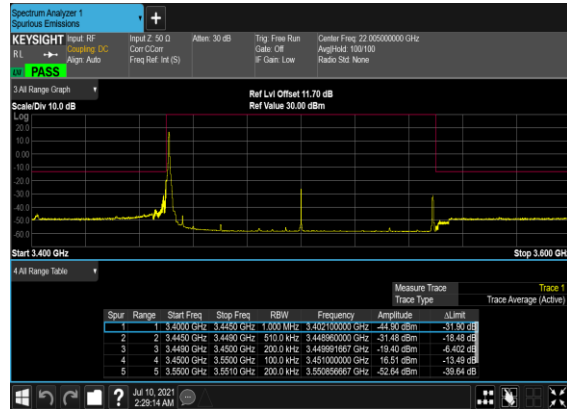 Spectrum Analyzer 1
Spurious Emissions
KEYSIGHT Input: RF Input Z: 50 Ω Atten: 30 dB Trig: Free Run Center Freq: 22.005000000 GHz
RL Coupling: DC Corr CCorr Gate: Off Avg|Hold: 100/100
Align: Auto Freq Ref: Int (S) IF Gain: Low Radio Std: None
PASS
3 All Range Graph
Ref Lvl Offset 11.70 dB
Scale/Div 10.0 dB Ref Value 30.00 dBm
Log
20.0
10.0
0.00
-10.0
-20.0
-30.0
-40.0
-50.0
-60.0
Start 3.400 GHz Stop 3.600 GHz
4 All Range Table
Measure Trace Trace 1
Trace Type Trace Average (Active)
Spur Range Start Freq Stop Freq RBW Frequency Amplitude ΔLimit
1 1 3.4000 GHz 3.4450 GHz 1.000 MHz 3.402100000 GHz -44.90 dBm -31.90 dB
2 2 3.4450 GHz 3.4490 GHz 510.0 kHz 3.448960000 GHz -31.48 dBm -18.48 dB
3 3 3.4490 GHz 3.4500 GHz 200.0 kHz 3.449991667 GHz -19.40 dBm -6.402 dB
4 4 3.4500 GHz 3.5500 GHz 100.0 kHz 3.451000000 GHz 16.51 dBm -13.49 dB
5 5 3.5500 GHz 3.5510 GHz 200.0 kHz 3.550856667 GHz -52.64 dBm -39.64 dB
? Jul 10, 2021
2:29:14 AM